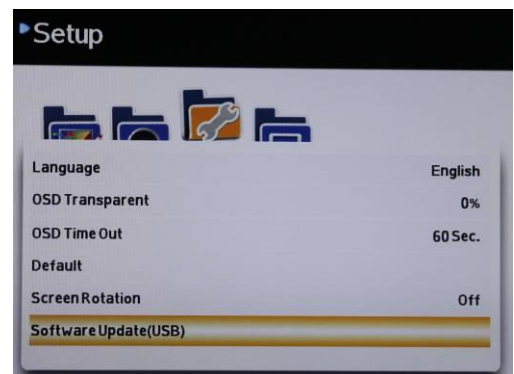 Setup
Language English
OSD Transparent 0%
OSD Time Out 60 Sec.
Default
Screen Rotation Off
Software Update(USB)